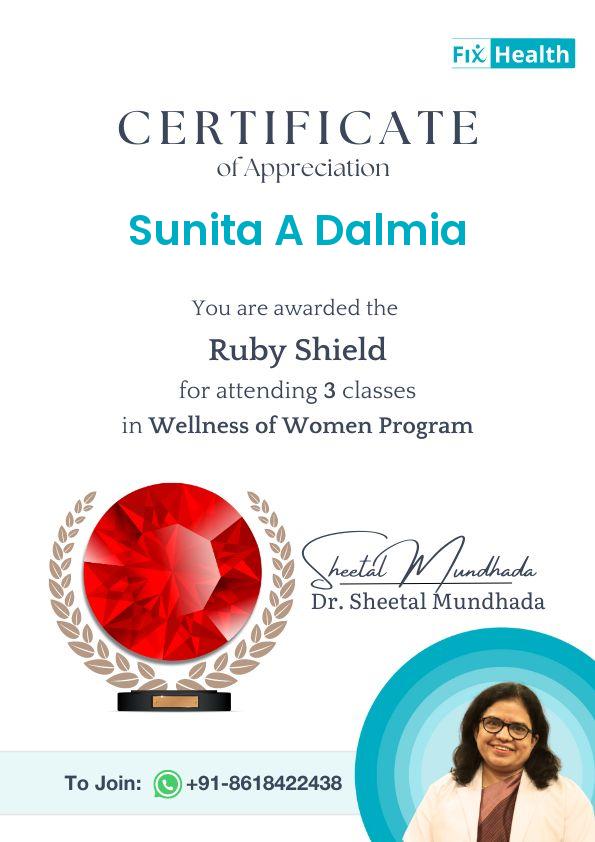 Fix Health
CERTIFICATE
of Appreciation
Sunita A Dalmia
You are awarded the
Ruby Shield
for attending 3 classes
in Wellness of Women Program
Sheetal Mundhada
Dr. Sheetal Mundhada
To Join: +91-8618422438